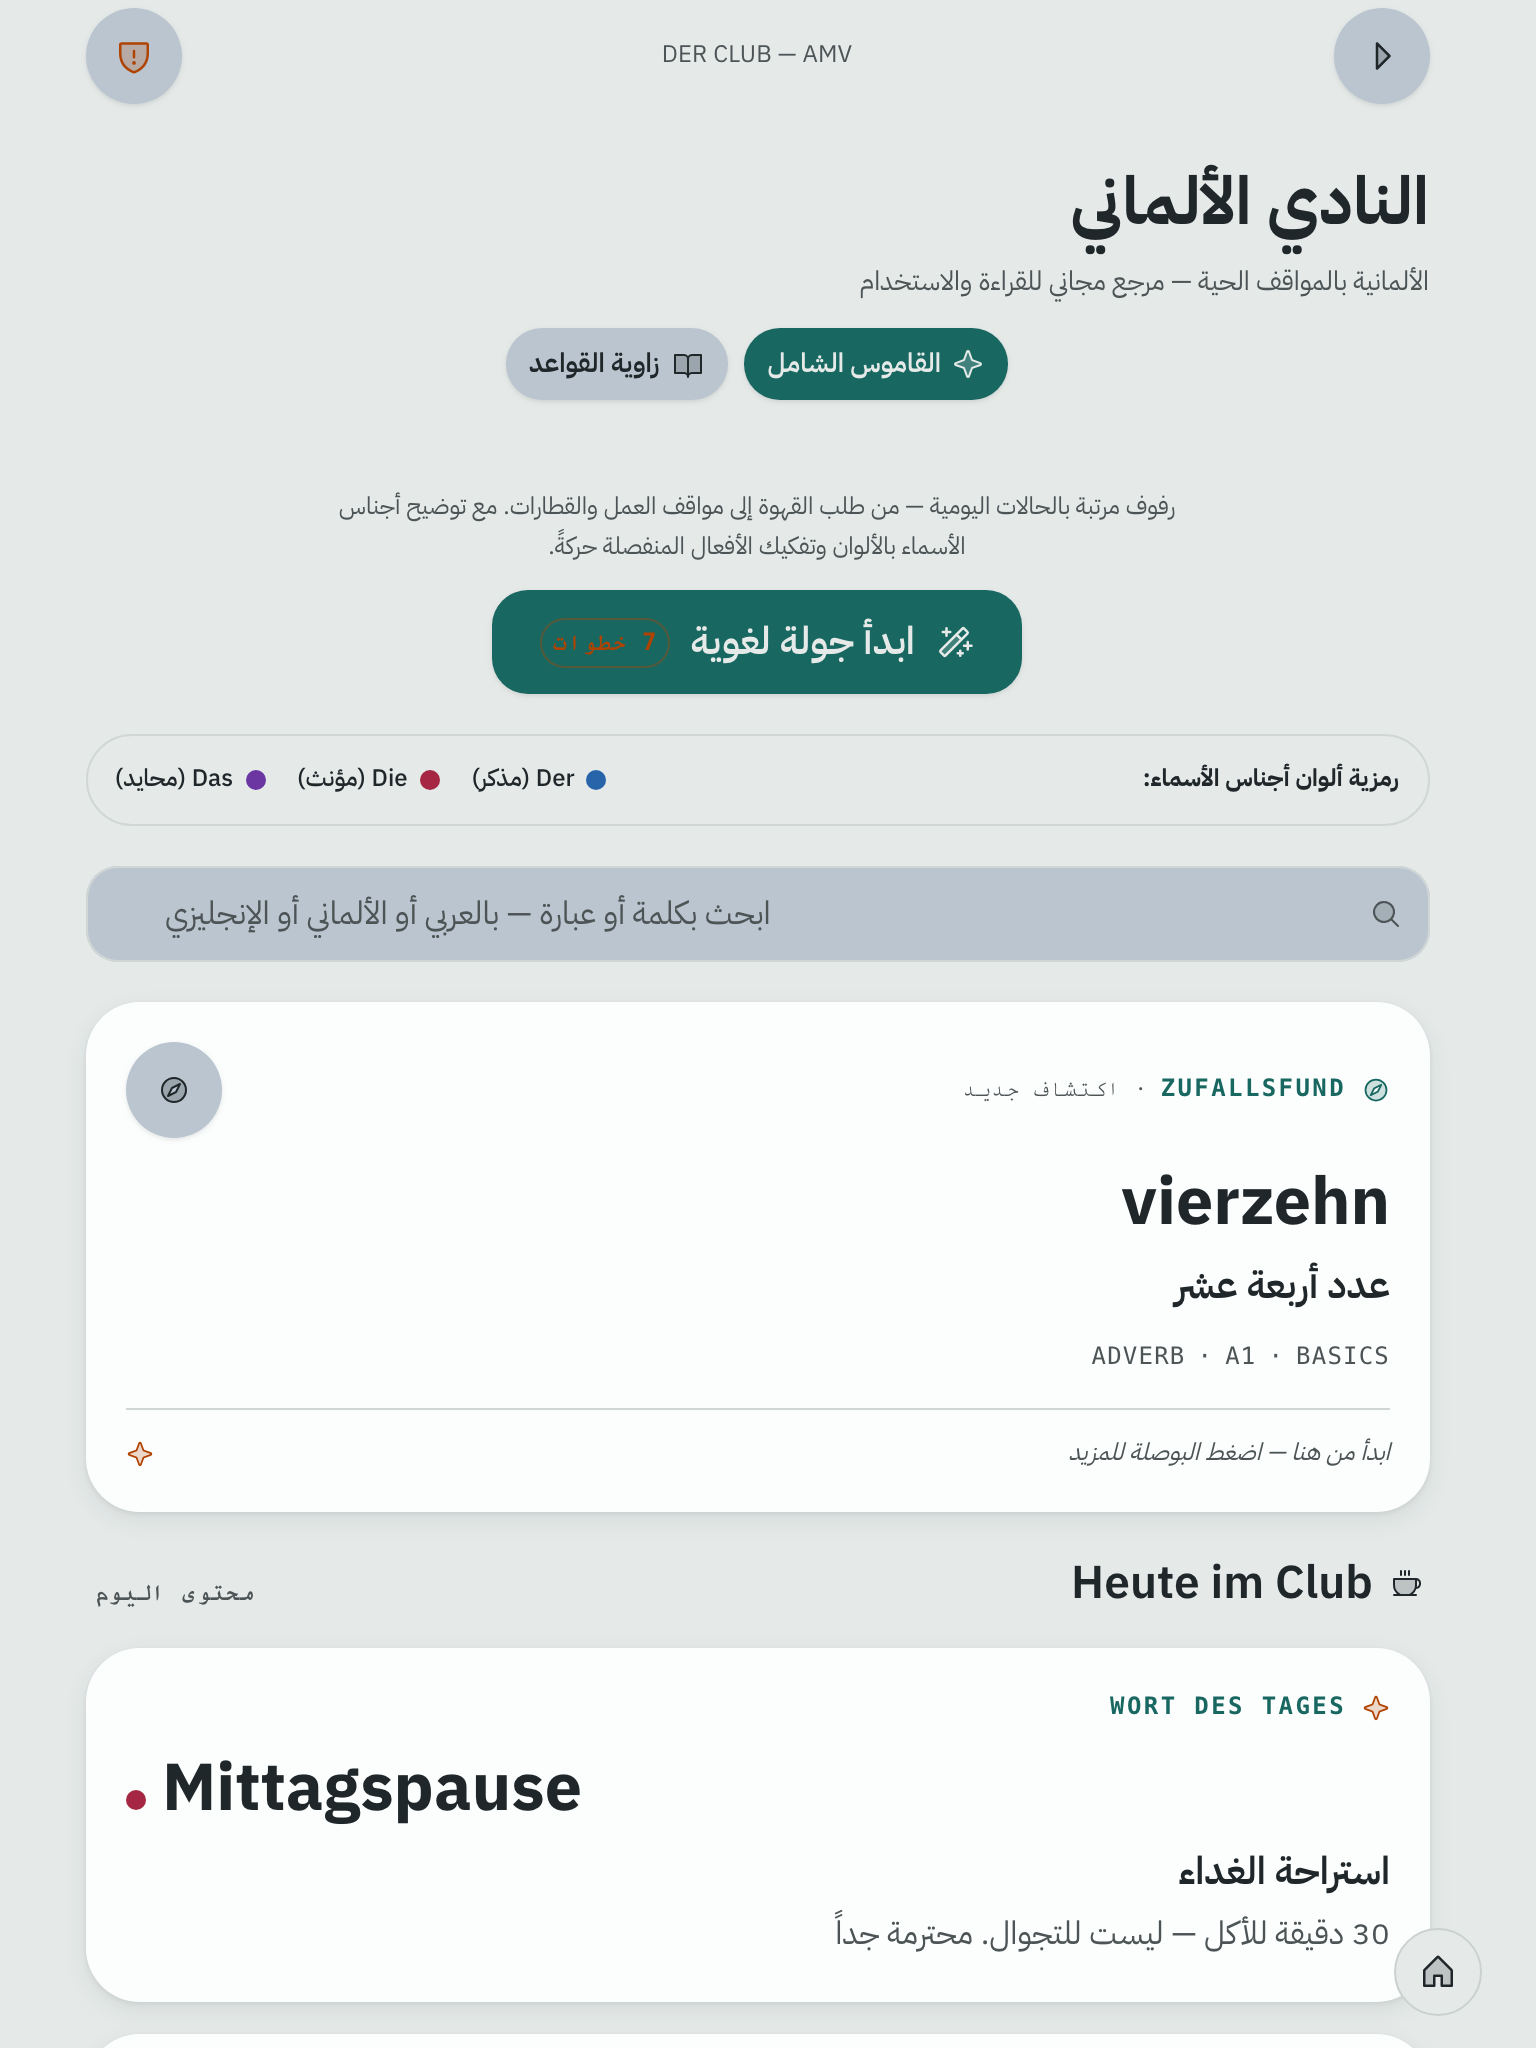 DER CLUB — AMV
النادي الألماني
الألمانية بالمواقف الحية — مرجع مجاني للقراءة والاستخدام
القاموس الشامل
زاوية القواعد
رفوف مرتبة بالحالات اليومية — من طلب القهوة إلى مواقف العمل والقطارات. مع توضيح أجناس
الأسماء بالألوان وتفكيك الأفعال المنفصلة حركةً.
ابدأ جولة لغوية 7 خطوات
رمزية ألوان أجناس الأسماء: Der (مذكر) Die (مؤنث) Das (محايد)
ابحث بكلمة أو عبارة — بالعربي أو الألماني أو الإنجليزي
ZUFALLSFUND · اكتشاف جديد
vierzehn
عدد أربعة عشر
ADVERB · A1 · BASICS
ابدأ من هنا — اضغط البوصلة للمزيد
Heute im Club
محتوى اليوم
WORT DES TAGES
Mittagspause
استراحة الغداء
30 دقيقة للأكل — ليست للتجوال. محترمة جداً